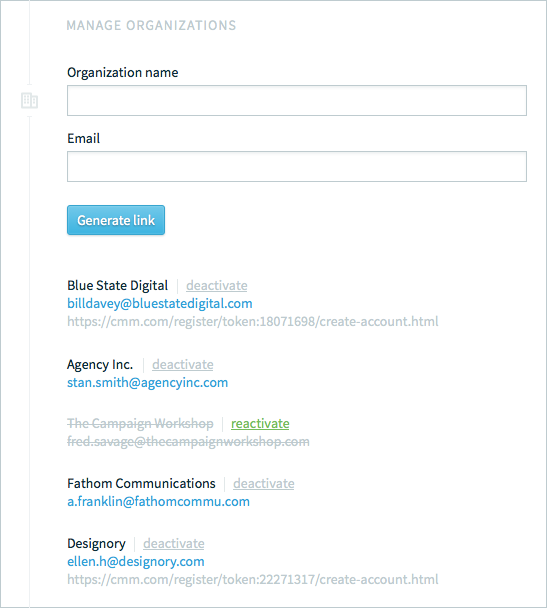 MANAGE ORGANIZATIONS
Organization name
Email
Generate link
Blue State Digital | deactivate
billdavey@bluestatedigital.com
https://cmm.com/register/token:18071698/create-account.html
Agency Inc. | deactivate
stan.smith@agencyinc.com
The Campaign Workshop | reactivate
fred.savage@thecampaignworkshop.com
Fathom Communications | deactivate
a.franklin@fathomcommu.com
Designory | deactivate
ellen.h@designory.com
https://cmm.com/register/token:22271317/create-account.html